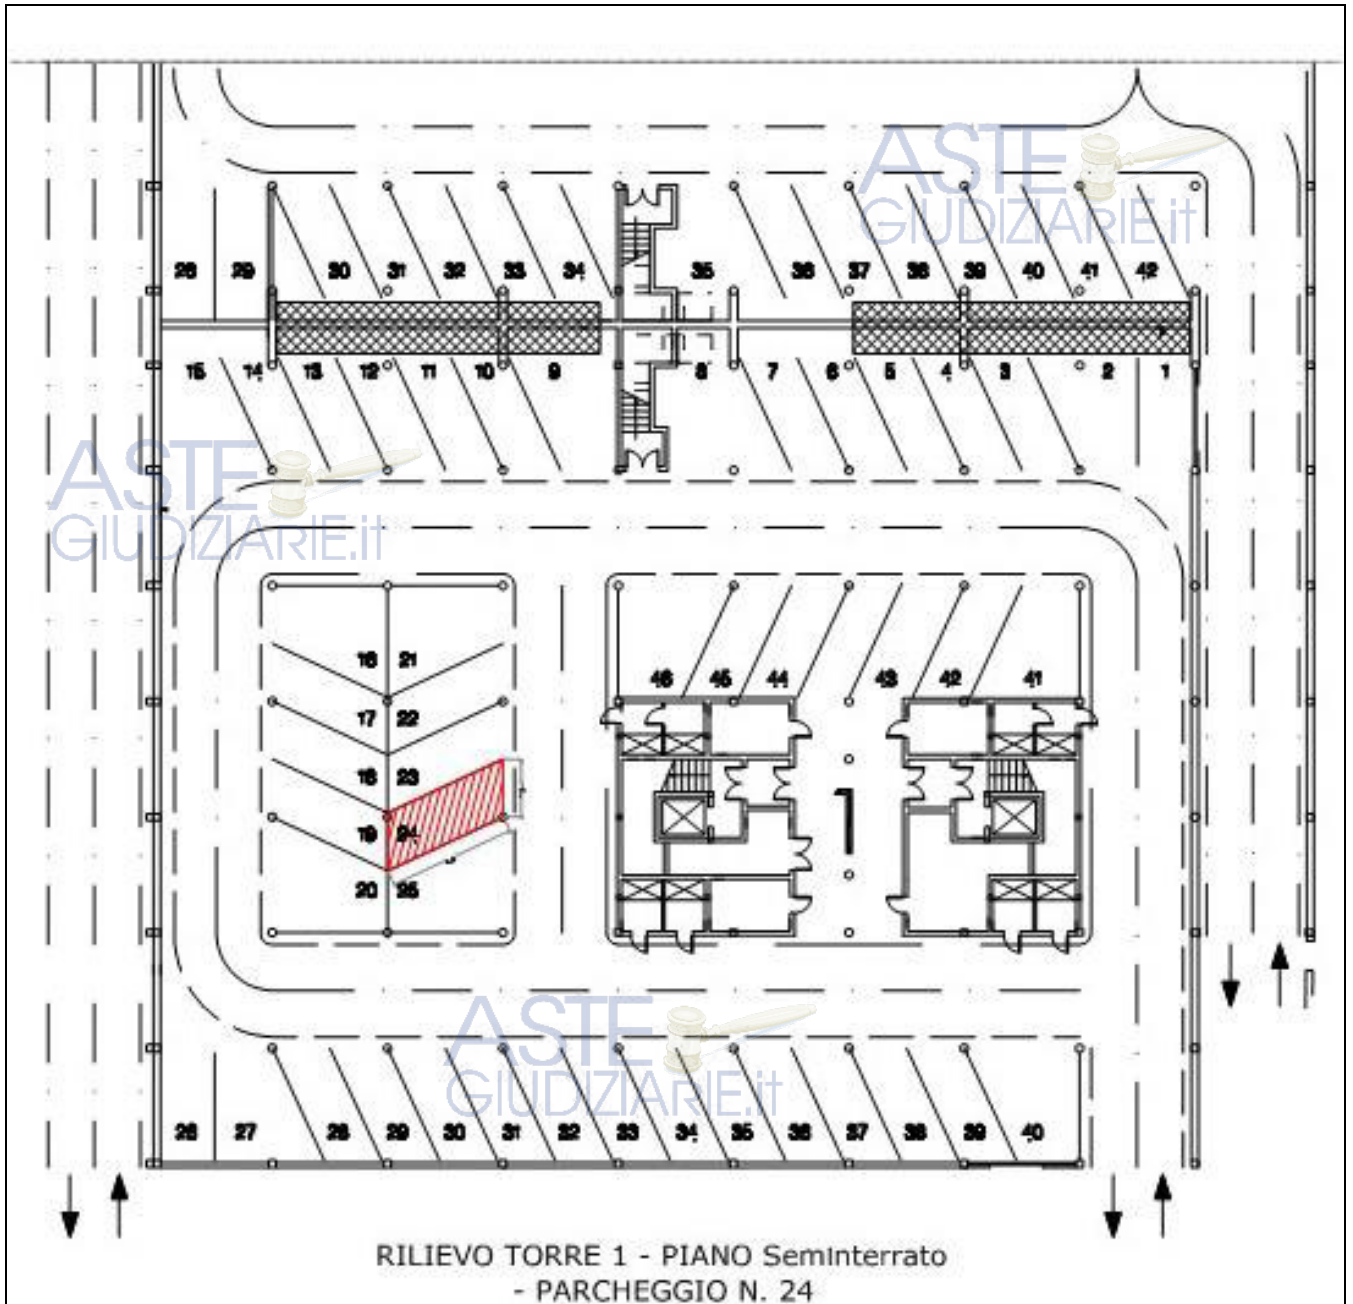 ASTE
GIUDIZIARIE.it
28 29 30 31 32 33 34 35 36 37 38 39 40 41 42
15 14 13 12 11 10 9 8 7 6 5 4 3 2 1
ASTE
GIUDIZIARIE.it
16 21
46 45 44 43 42 41
17 22
18 23
19 24
1
20 25
ASTE
GIUDIZIARIE.it
26 27 28 29 30 31 32 33 34 35 36 37 38 39 40
RILIEVO TORRE 1 - PIANO SemInterrato
- PARCHEGGIO N. 24